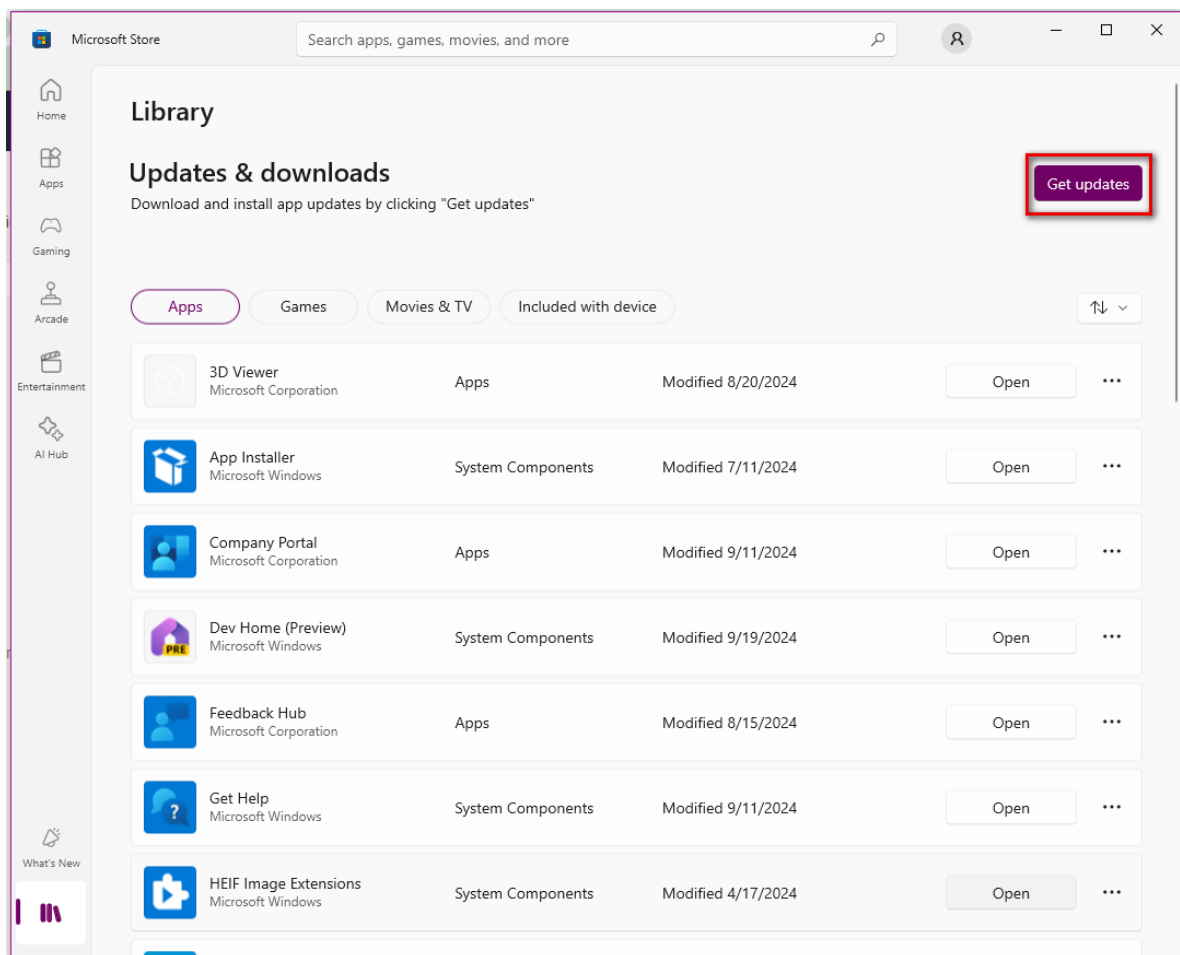 Microsoft Store
Search apps, games, movies, and more
Home
Apps
Gaming
Arcade
Entertainment
AI Hub
What's New
Library
Updates & downloads
Download and install app updates by clicking "Get updates"
Get updates
Apps Games Movies & TV Included with device
3D Viewer
Microsoft Corporation
Apps
Modified 8/20/2024
Open
App Installer
Microsoft Windows
System Components
Modified 7/11/2024
Open
Company Portal
Microsoft Corporation
Apps
Modified 9/11/2024
Open
Dev Home (Preview)
Microsoft Windows
PRE
System Components
Modified 9/19/2024
Open
Feedback Hub
Microsoft Corporation
Apps
Modified 8/15/2024
Open
Get Help
Microsoft Windows
System Components
Modified 9/11/2024
Open
HEIF Image Extensions
Microsoft Windows
System Components
Modified 4/17/2024
Open